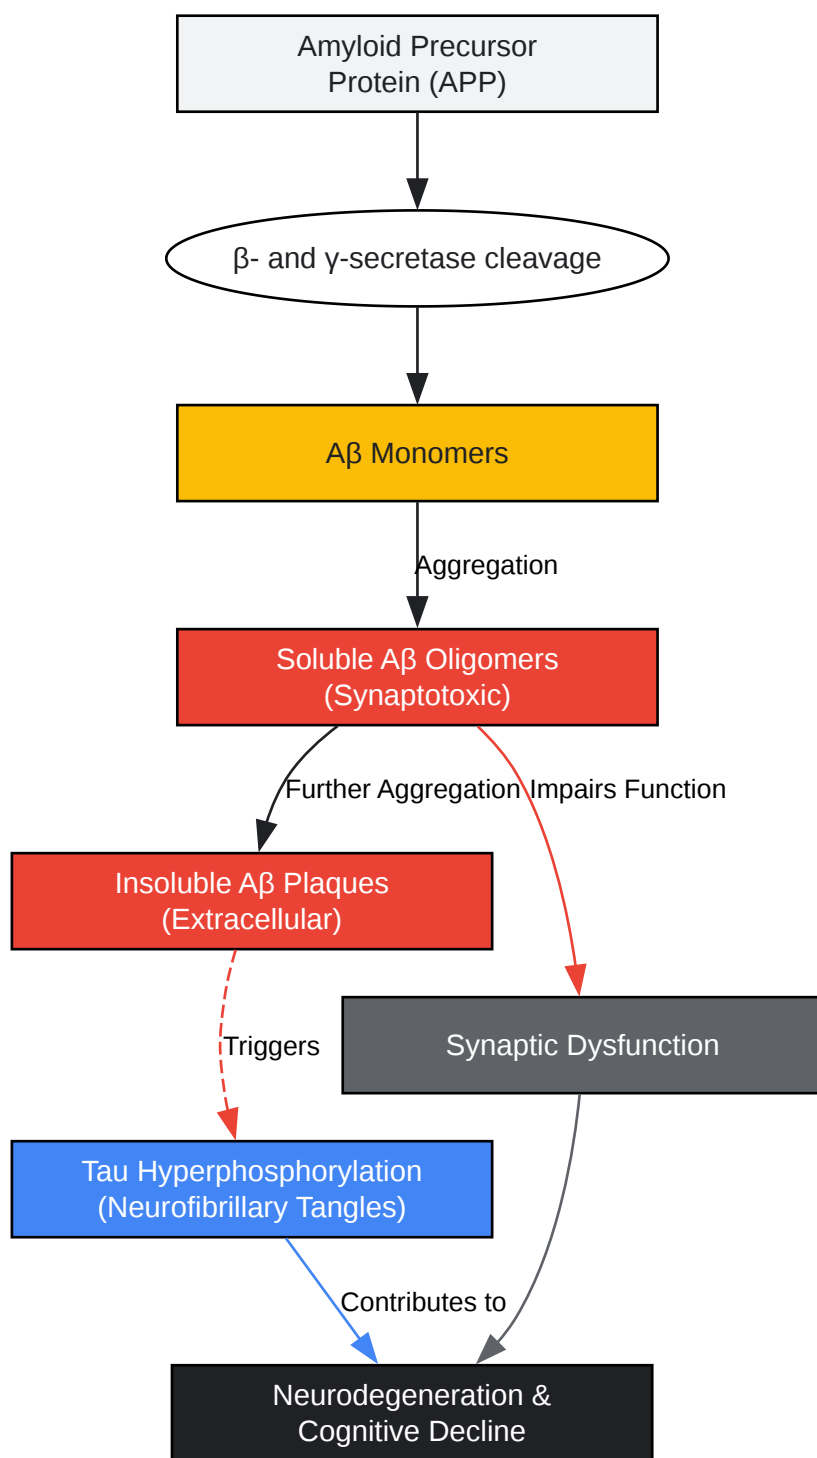 Amyloid Precursor
Protein (APP)
β- and γ-secretase cleavage
Aβ Monomers
Aggregation
Soluble Aβ Oligomers
(Synaptotoxic)
Further Aggregation
Impairs Function
Insoluble Aβ Plaques
(Extracellular)
Triggers
Synaptic Dysfunction
Tau Hyperphosphorylation
(Neurofibrillary Tangles)
Contributes to
Neurodegeneration &
Cognitive Decline